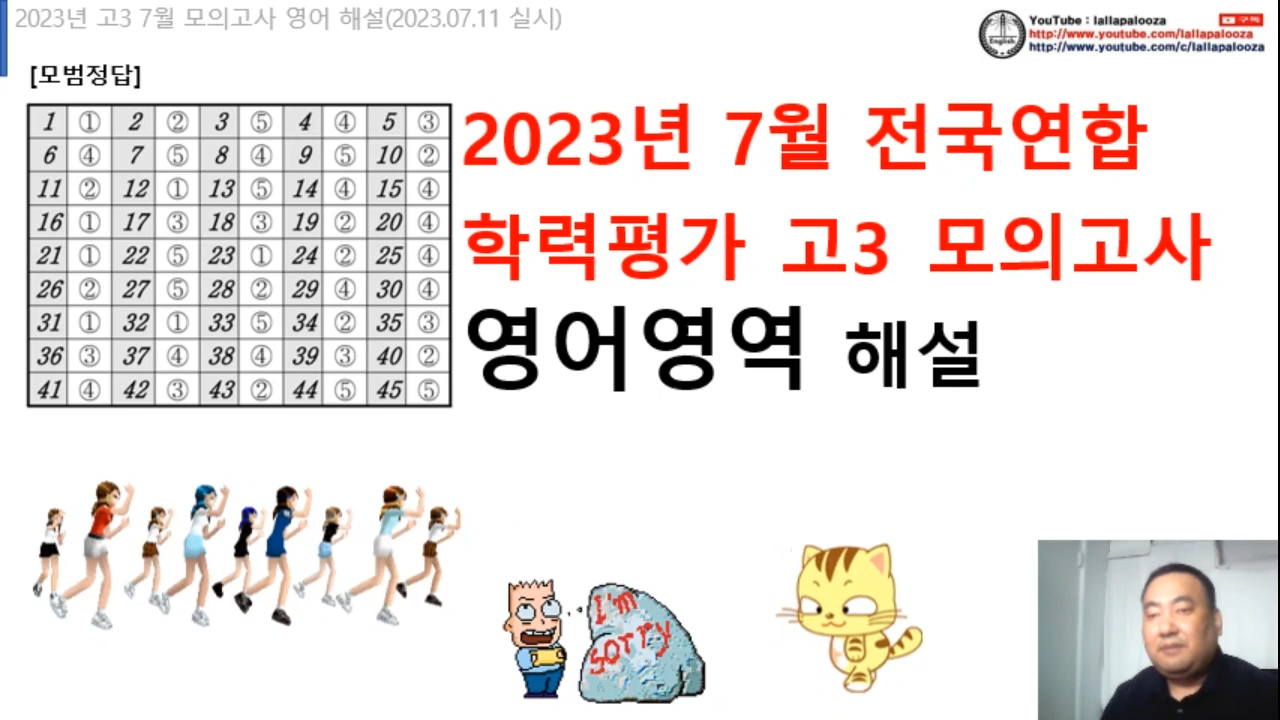 2023년 고3 7월 모의고사 영어 해설(2023.07.11 실시)
YouTube : lallapalooza
구독
http://www.youtube.com/lallapalooza
http://www.youtube.com/c/lallapalooza
English
[모범정답]
1 ① 2 ② 3 ⑤ 4 ④ 5 ③
6 ④ 7 ⑤ 8 ④ 9 ⑤ 10 ②
11 ② 12 ① 13 ⑤ 14 ④ 15 ④
16 ① 17 ③ 18 ③ 19 ② 20 ④
21 ① 22 ⑤ 23 ① 24 ② 25 ④
26 ② 27 ⑤ 28 ② 29 ④ 30 ④
31 ① 32 ① 33 ⑤ 34 ② 35 ③
36 ③ 37 ④ 38 ④ 39 ③ 40 ②
41 ④ 42 ③ 43 ② 44 ⑤ 45 ⑤
2023년 7월 전국연합
학력평가 고3 모의고사
영어영역 해설
I'm
sorry